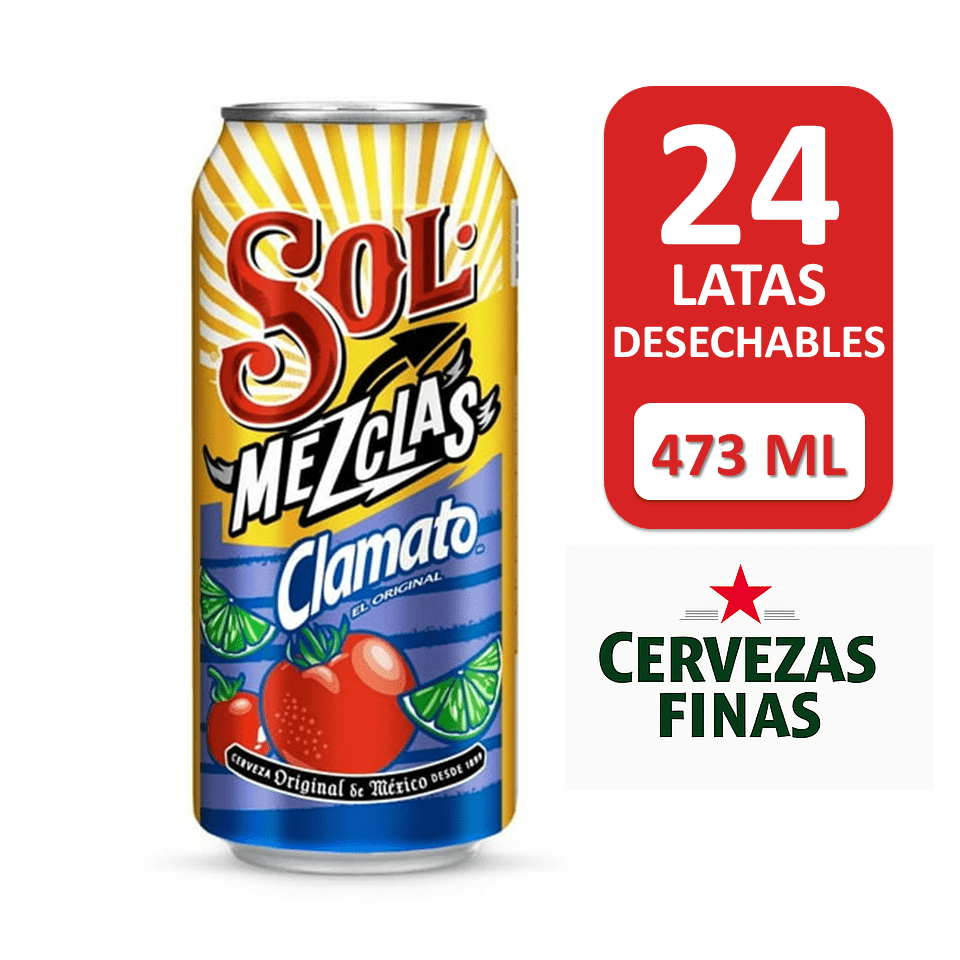 SOL
MEZCLAS
Clamato
EL ORIGINAL
CERVEZA Original de México DESDE 1899
24
LATAS
DESECHABLES
473 ML
CERVEZAS
FINAS